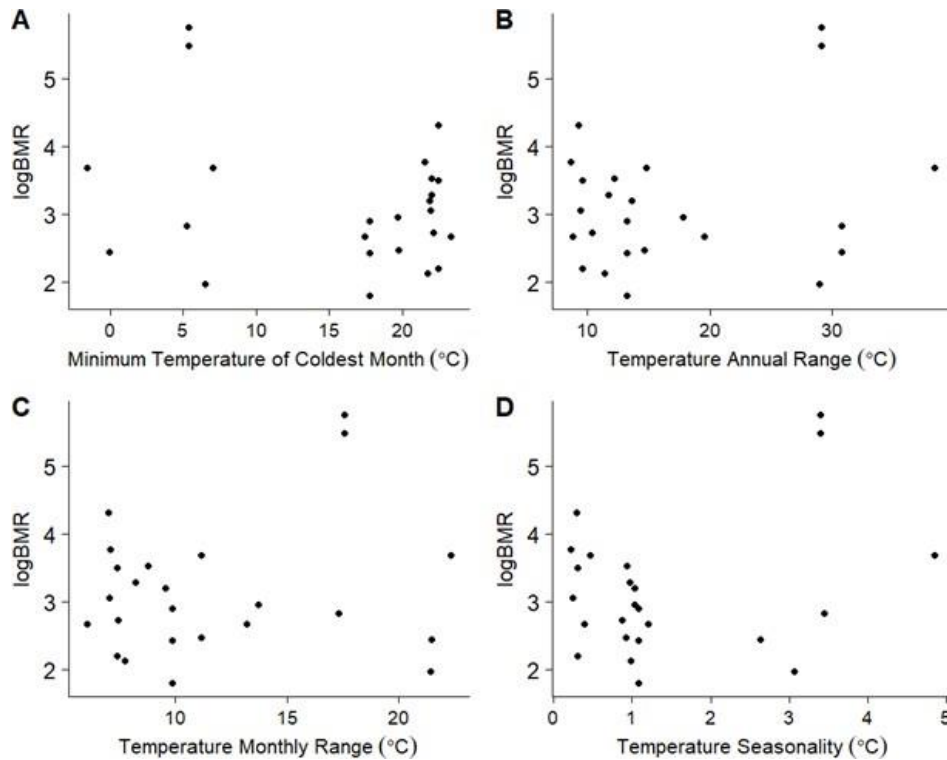 A
logBMR
5
4
3
2
0 5 10 15 20
Minimum Temperature of Coldest Month (°C)
B
logBMR
5
4
3
2
10 20 30
Temperature Annual Range (°C)
C
logBMR
5
4
3
2
10 15 20
Temperature Monthly Range (°C)
D
logBMR
5
4
3
2
0 1 2 3 4 5
Temperature Seasonality (°C)